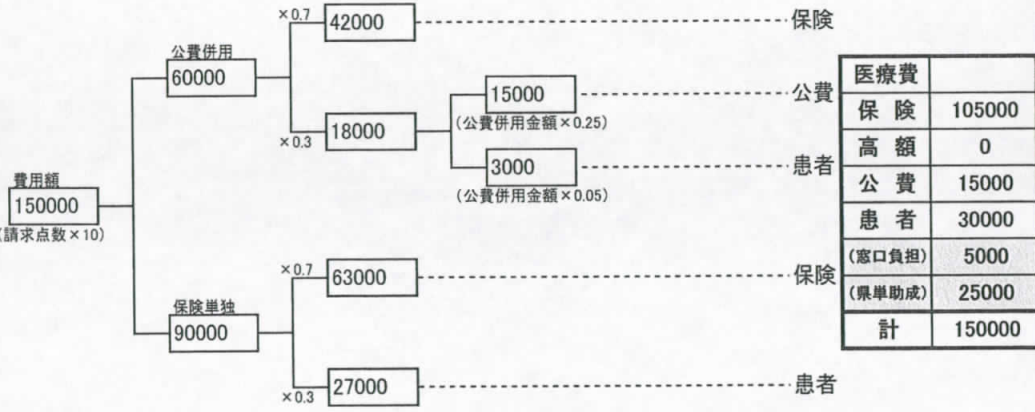 ×0.7
42000
保険
公費併用
60000
×0.3
18000
15000
公費
(公費併用金額×0.25)
3000
患者
(公費併用金額×0.05)
費用額
150000
(請求点数×10)
×0.7
63000
保険
保険単独
90000
×0.3
27000
患者
医療費
保 険 105000
高 額 0
公 費 15000
患 者 30000
(窓口負担) 5000
(県単助成) 25000
計 150000